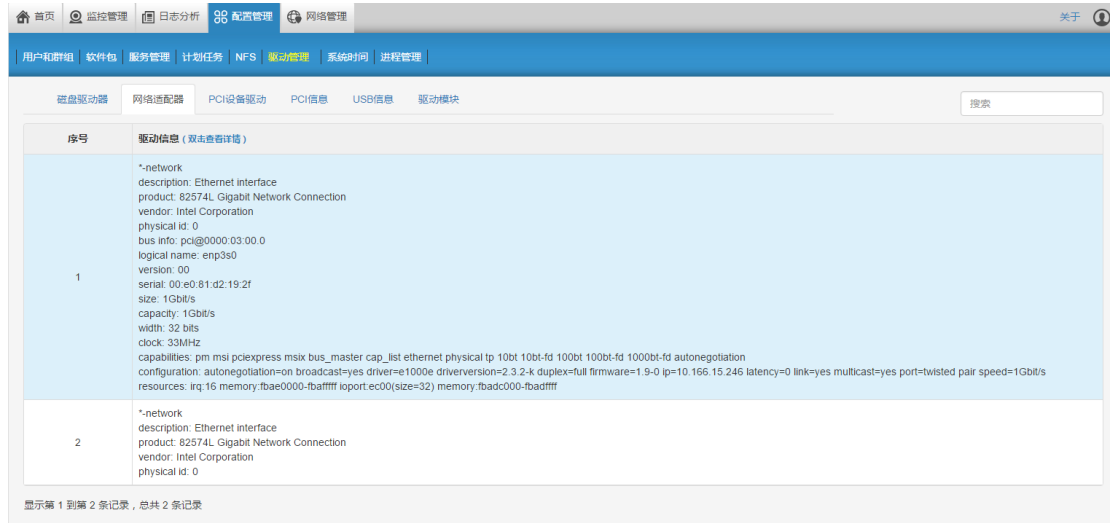 首页 监控管理 日志分析 配置管理 网络管理 关于
用户和群组 软件包 服务管理 计划任务 NFS 驱动管理 系统时间 进程管理
磁盘驱动器 网络适配器 PCI设备驱动 PCI信息 USB信息 驱动模块 搜索
序号 驱动信息 ( 双击查看详情 )
1
*-network
description: Ethernet interface
product: 82574L Gigabit Network Connection
vendor: Intel Corporation
physical id: 0
bus info: pci@0000:03:00.0
logical name: enp3s0
version: 00
serial: 00:e0:81:d2:19:2f
size: 1Gbit/s
capacity: 1Gbit/s
width: 32 bits
clock: 33MHz
capabilities: pm msi pciexpress msix bus_master cap_list ethernet physical tp 10bt 10bt-fd 100bt 100bt-fd 1000bt-fd autonegotiation
configuration: autonegotiation=on broadcast=yes driver=e1000e driverversion=2.3.2-k duplex=full firmware=1.9-0 ip=10.166.15.246 latency=0 link=yes multicast=yes port=twisted pair speed=1Gbit/s
resources: irq:16 memory:fbae0000-fbafffff ioport:ec00(size=32) memory:fbadc000-fbadffff
2
*-network
description: Ethernet interface
product: 82574L Gigabit Network Connection
vendor: Intel Corporation
physical id: 0
显示第 1 到第 2 条记录，总共 2 条记录